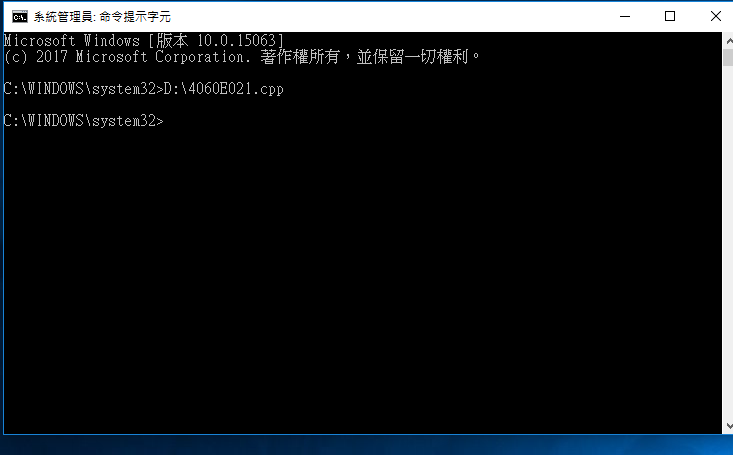 系統管理員: 命令提示字元
Microsoft Windows [版本 10.0.15063]
(c) 2017 Microsoft Corporation. 著作權所有，並保留一切權利。
C:\WINDOWS\system32>D:\4060E021.cpp
C:\WINDOWS\system32>